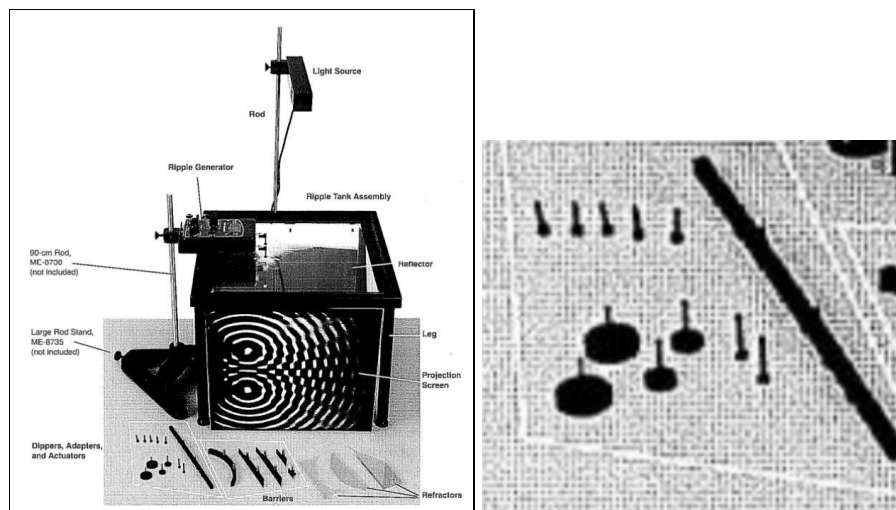 Light Source
Rod
Ripple Generator
Ripple Tank Assembly
90-cm Rod,
ME-8736
(not included)
Reflector
Large Rod Stand,
ME-8735
(not included)
Leg
Projection
Screen
Dippers, Adapters,
and Actuators
Barriers
Refractors